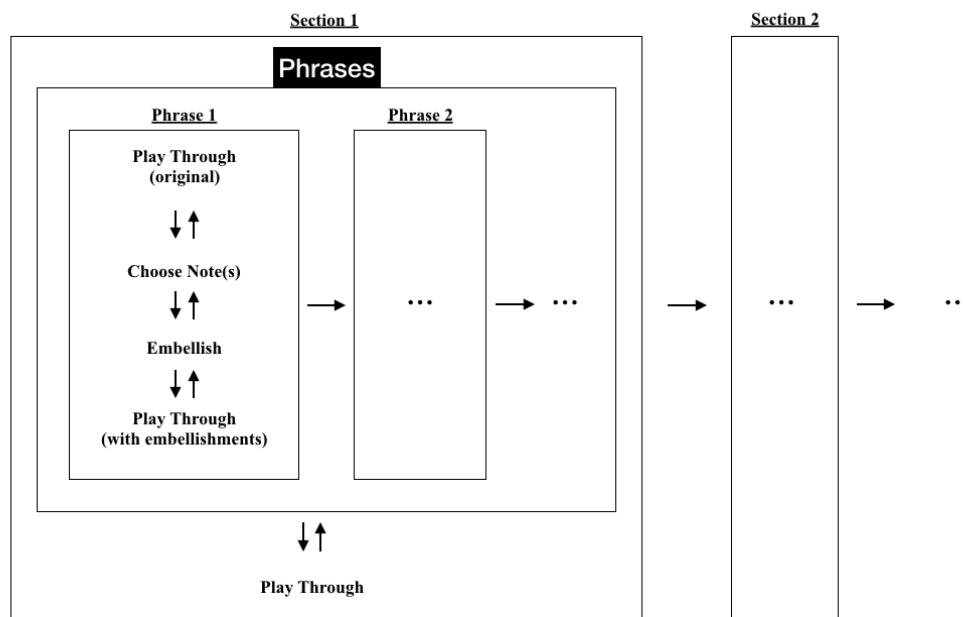 Section 1
Section 2
Phrases
Phrase 1
Phrase 2
Play Through
(original)
Choose Note(s)
Embellish
Play Through
(with embellishments)
...
...
...
..
Play Through